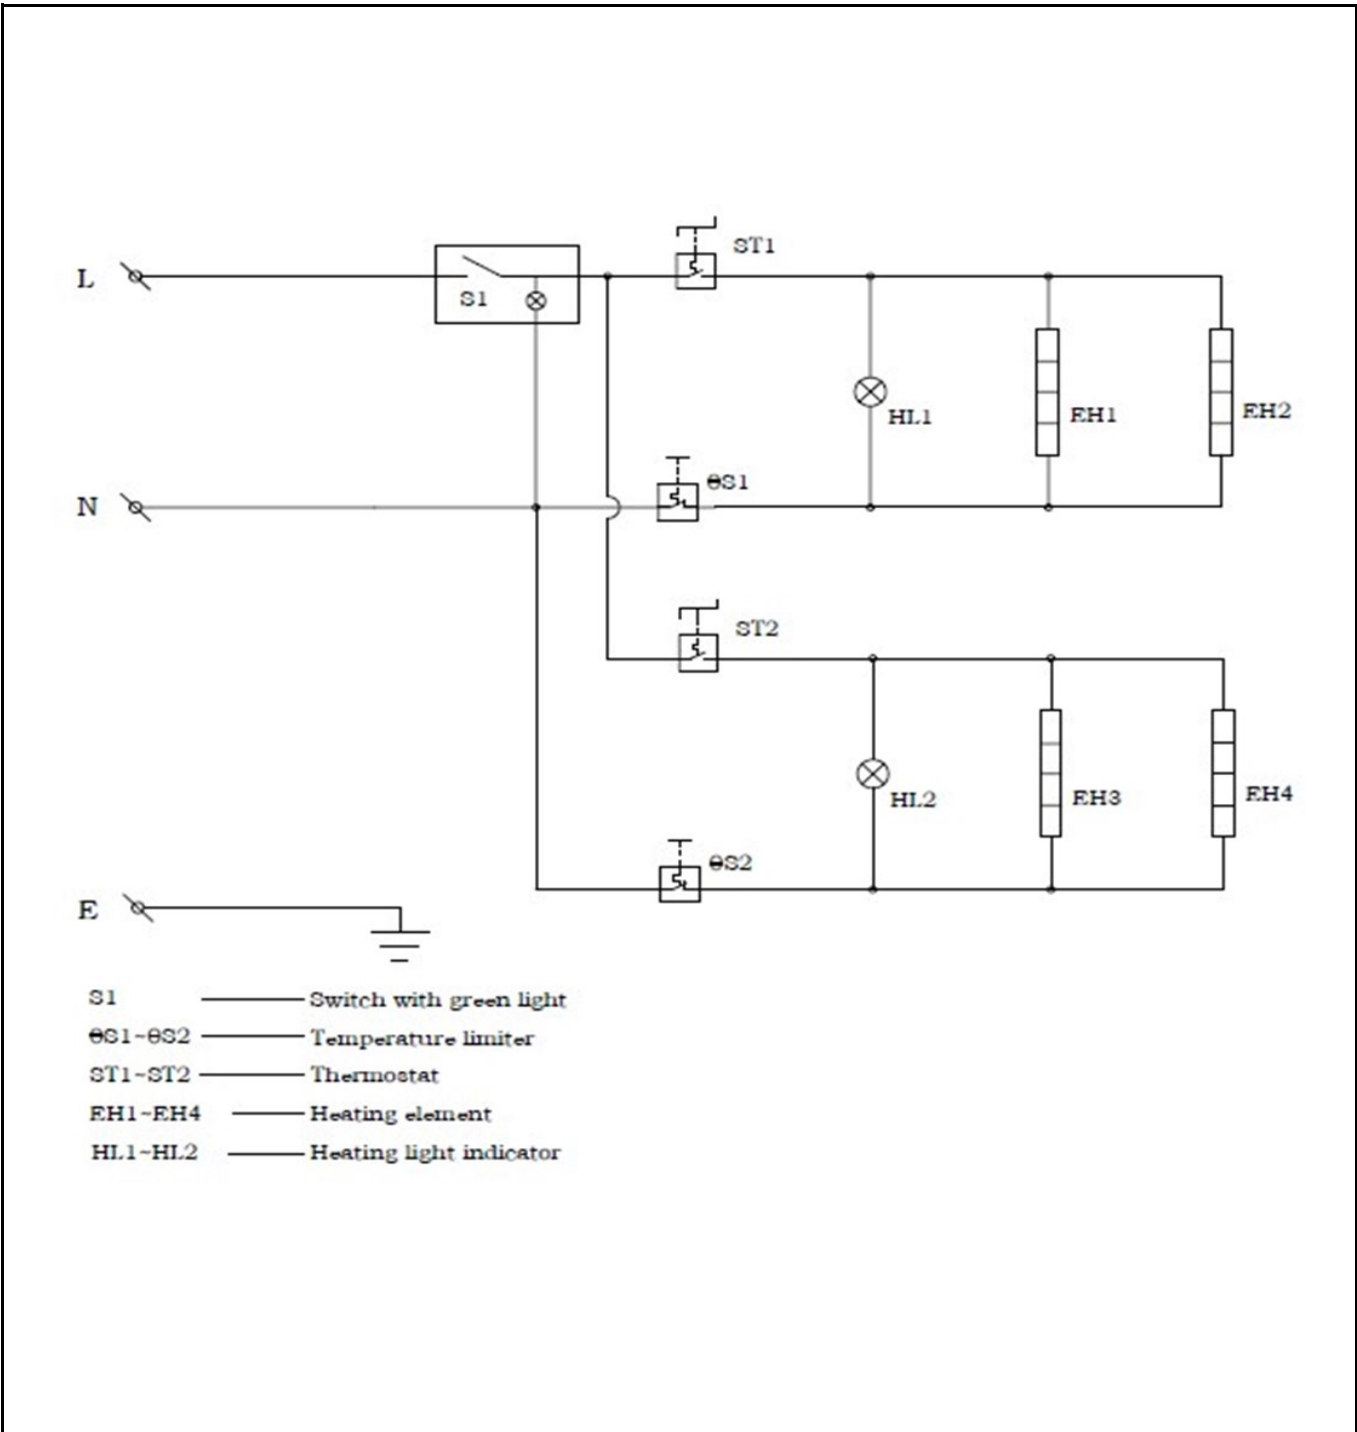 ST1
L
S1
HL1
EH1
EH2
θS1
N
ST2
HL2
EH3
EH4
θS2
E
S1 Switch with green light
θS1~θS2 Temperature limiter
ST1~ST2 Thermostat
EH1~EH4 Heating element
HL1~HL2 Heating light indicator